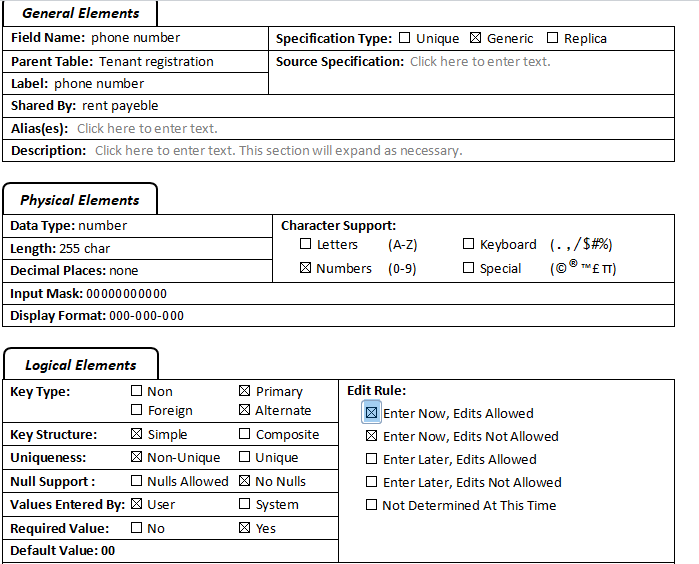 General Elements
Field Name: phone number
Specification Type: ☐ Unique ☒ Generic ☐ Replica
Parent Table: Tenant registration
Source Specification: Click here to enter text.
Label: phone number
Shared By: rent payeble
Alias(es): Click here to enter text.
Description: Click here to enter text. This section will expand as necessary.
Physical Elements
Data Type: number
Length: 255 char
Decimal Places: none
Character Support:
☐ Letters (A-Z) ☐ Keyboard (. , / $ # %)
☒ Numbers (0-9) ☐ Special (© ® ™ £ π)
Input Mask: 00000000000
Display Format: 000-000-000
Logical Elements
Key Type: ☐ Non ☒ Primary
☐ Foreign ☒ Alternate
Key Structure: ☒ Simple ☐ Composite
Uniqueness: ☒ Non-Unique ☐ Unique
Null Support : ☐ Nulls Allowed ☒ No Nulls
Values Entered By: ☒ User ☐ System
Required Value: ☐ No ☒ Yes
Default Value: 00
Edit Rule:
☒ Enter Now, Edits Allowed
☒ Enter Now, Edits Not Allowed
☐ Enter Later, Edits Allowed
☐ Enter Later, Edits Not Allowed
☐ Not Determined At This Time